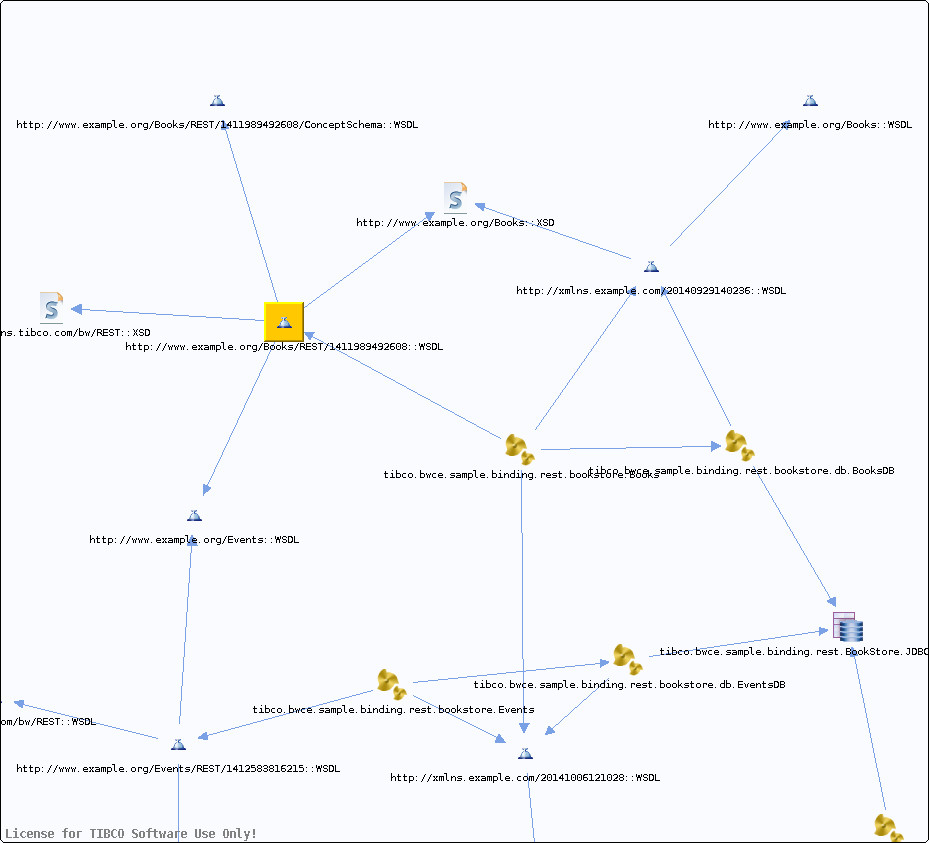 http://www.example.org/Books/REST/1411989492608/ConceptSchema::WSDL
http://www.example.org/Books::WSDL
http://www.example.org/Books::XSD
http://xmlns.example.com/20140929140236::WSDL
ns.tibco.com/bw/REST::XSD
http://www.example.org/Books/REST/1411989492608::WSDL
tibco.bwce.sample.binding.rest.bookstore.Books
tibco.bwce.sample.binding.rest.bookstore.db.BooksDB
http://www.example.org/Events::WSDL
tibco.bwce.sample.binding.rest.BookStore.JDBC
tibco.bwce.sample.binding.rest.bookstore.db.EventsDB
tibco.bwce.sample.binding.rest.bookstore.Events
om/bw/REST::WSDL
http://www.example.org/Events/REST/1412583816215::WSDL
http://xmlns.example.com/20141006121028::WSDL
License for TIBCO Software Use Only!